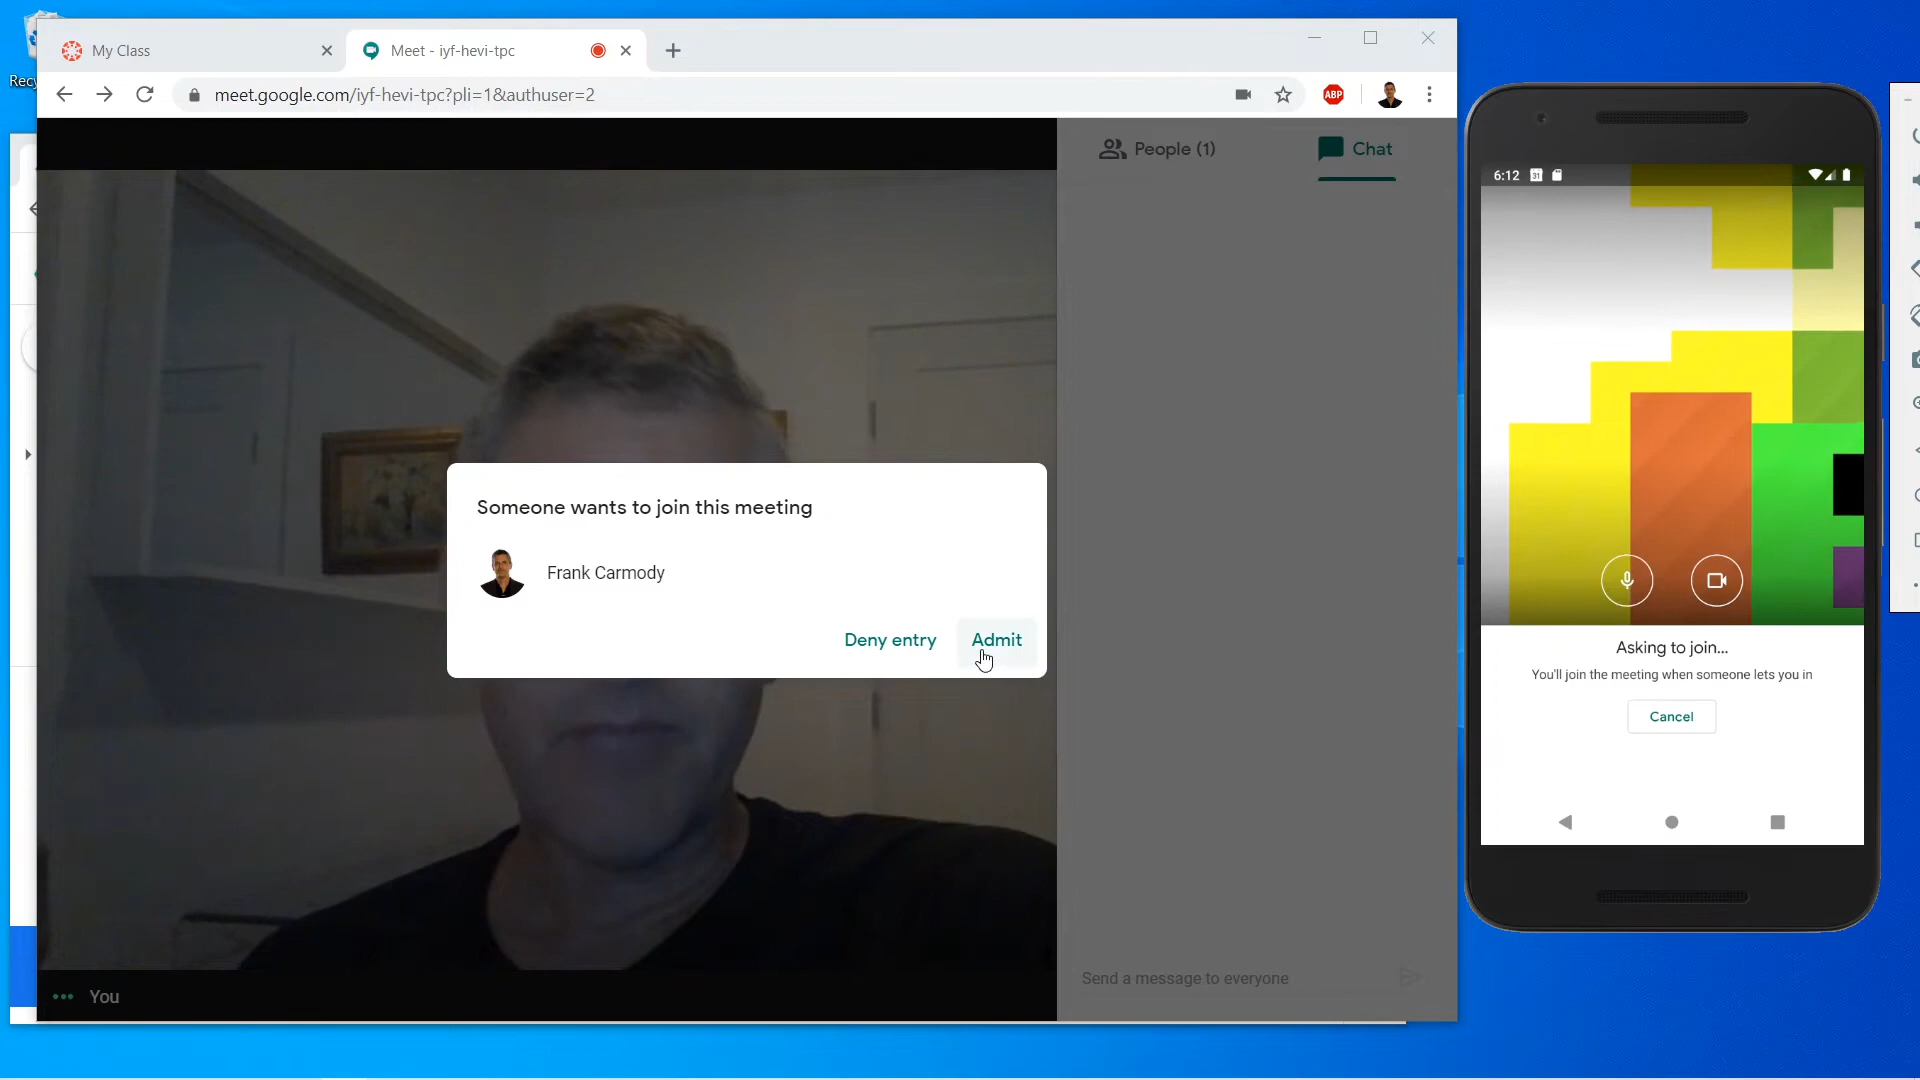 Recy
My Class
Meet - iyf-hevi-tpc
meet.google.com/iyf-hevi-tpc?pli=1&authuser=2
ABP
People (1)
Chat
Someone wants to join this meeting
Frank Carmody
Deny entry
Admit
Send a message to everyone
You
6:12
31
Asking to join...
You'll join the meeting when someone lets you in
Cancel